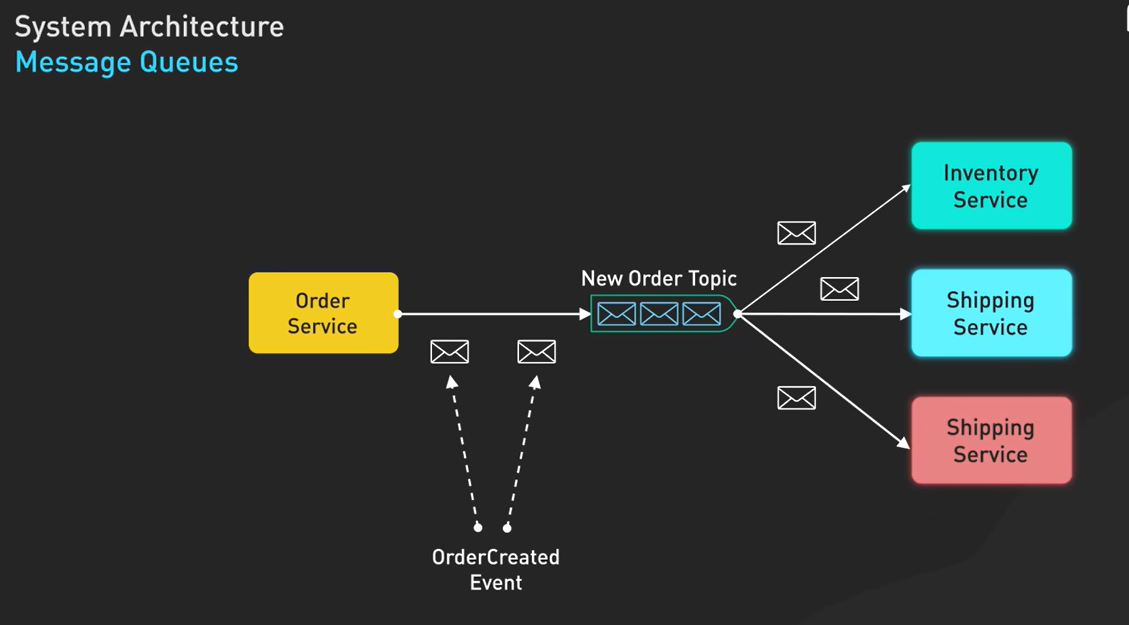 System Architecture
Message Queues
Inventory
Service
New Order Topic
Order
Service
Shipping
Service
Shipping
Service
OrderCreated
Event